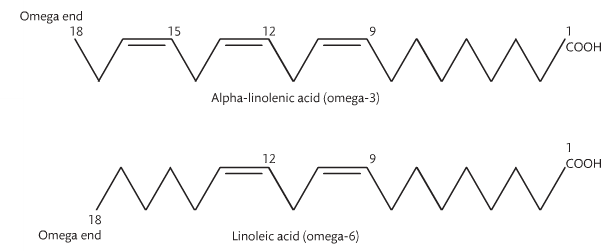 Omega end
18 15 12 9 1
COOH
Alpha-linolenic acid (omega-3)
12 9 1
COOH
18
Omega end
Linoleic acid (omega-6)